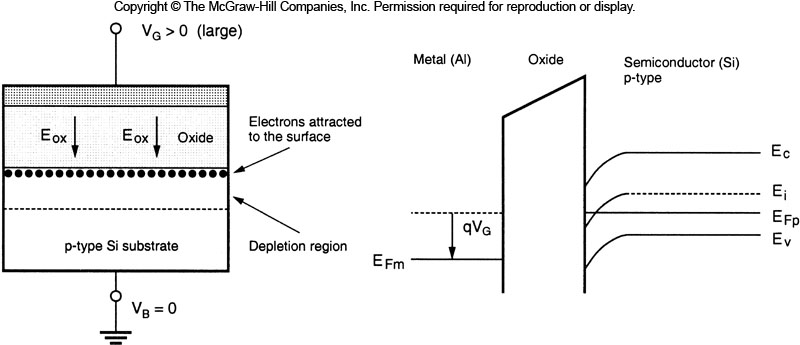 Copyright © The McGraw-Hill Companies, Inc. Permission required for reproduction or display.
V_G > 0 (large)
E_ox E_ox Oxide
Electrons attracted
to the surface
p-type Si substrate
Depletion region
V_B = 0
Metal (Al) Oxide Semiconductor (Si)
p-type
E_c
E_i
E_Fp
E_v
qV_G
E_Fm